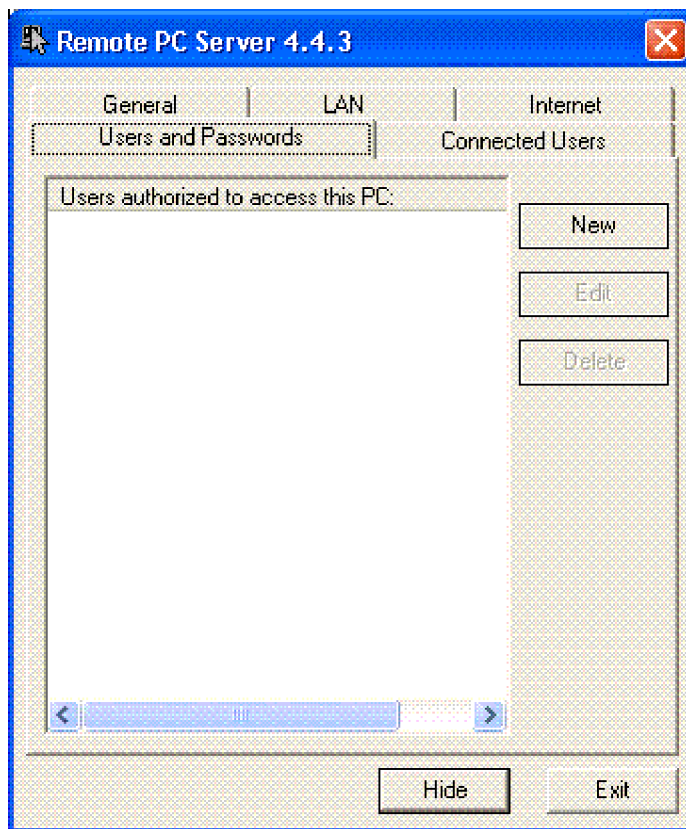 Remote PC Server 4.4.3
General LAN Internet
Users and Passwords Connected Users
Users authorized to access this PC:
New
Edit
Delete
Hide Exit